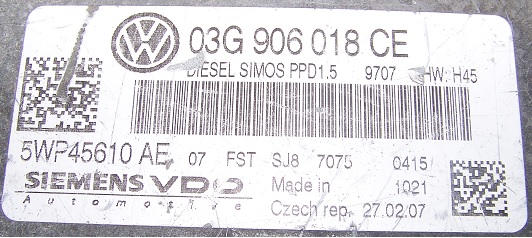 03G 906 018 CE
DIESEL SIMOS PPD1.5 9707 HW: H45
5WP45610 AE 07 FST SJ8 7075 0415
SIEMENS VDO Made in 1021
Automotive Czech rep. 27.02.07